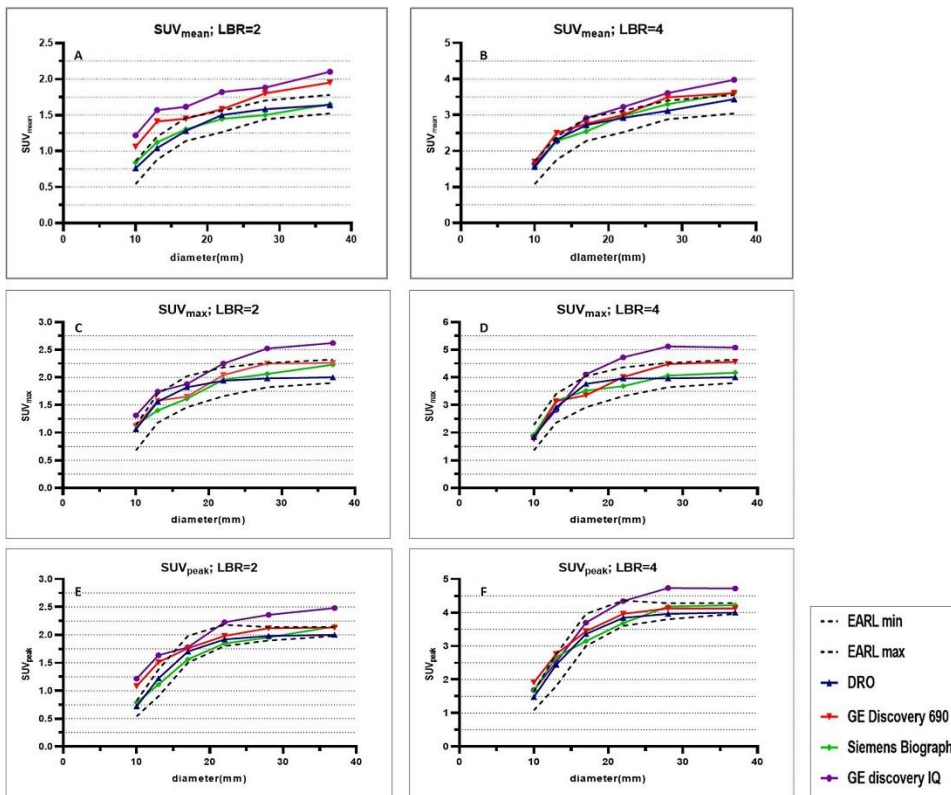 SUVmean; LBR=2
A
SUVmean
2.5
2.0
1.5
1.0
0.5
0.0
0 10 20 30 40
diameter(mm)
SUVmean; LBR=4
B
SUVmean
5
4
3
2
1
0
0 10 20 30 40
diameter(mm)
SUVmax; LBR=2
C
SUVmax
3.0
2.5
2.0
1.5
1.0
0.5
0.0
0 10 20 30 40
diameter(mm)
SUVmax; LBR=4
D
SUVmax
6
5
4
3
2
1
0
0 10 20 30 40
diameter(mm)
SUVpeak; LBR=2
E
SUVpeak
3.0
2.5
2.0
1.5
1.0
0.5
0.0
0 10 20 30 40
diameter(mm)
SUVpeak; LBR=4
F
SUVpeak
5
4
3
2
1
0
0 10 20 30 40
diameter(mm)
EARL min
EARL max
DRO
GE Discovery 690
Siemens Biograph
GE discovery IQ